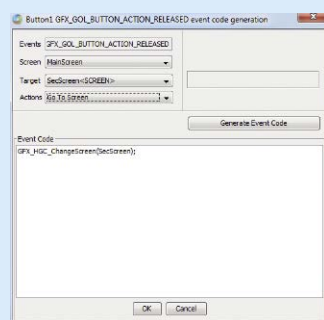 Button1 GFX_GOL_BUTTON_ACTION_RELEASED event code generation
Events GFX_GOL_BUTTON_ACTION_RELEASED
Screen MainScreen
Target SecScreen<SCREEN>
Actions Go To Screen
Generate Event Code
Event Code
GFX_HGC_ChangeScreen(SecScreen);
OK Cancel